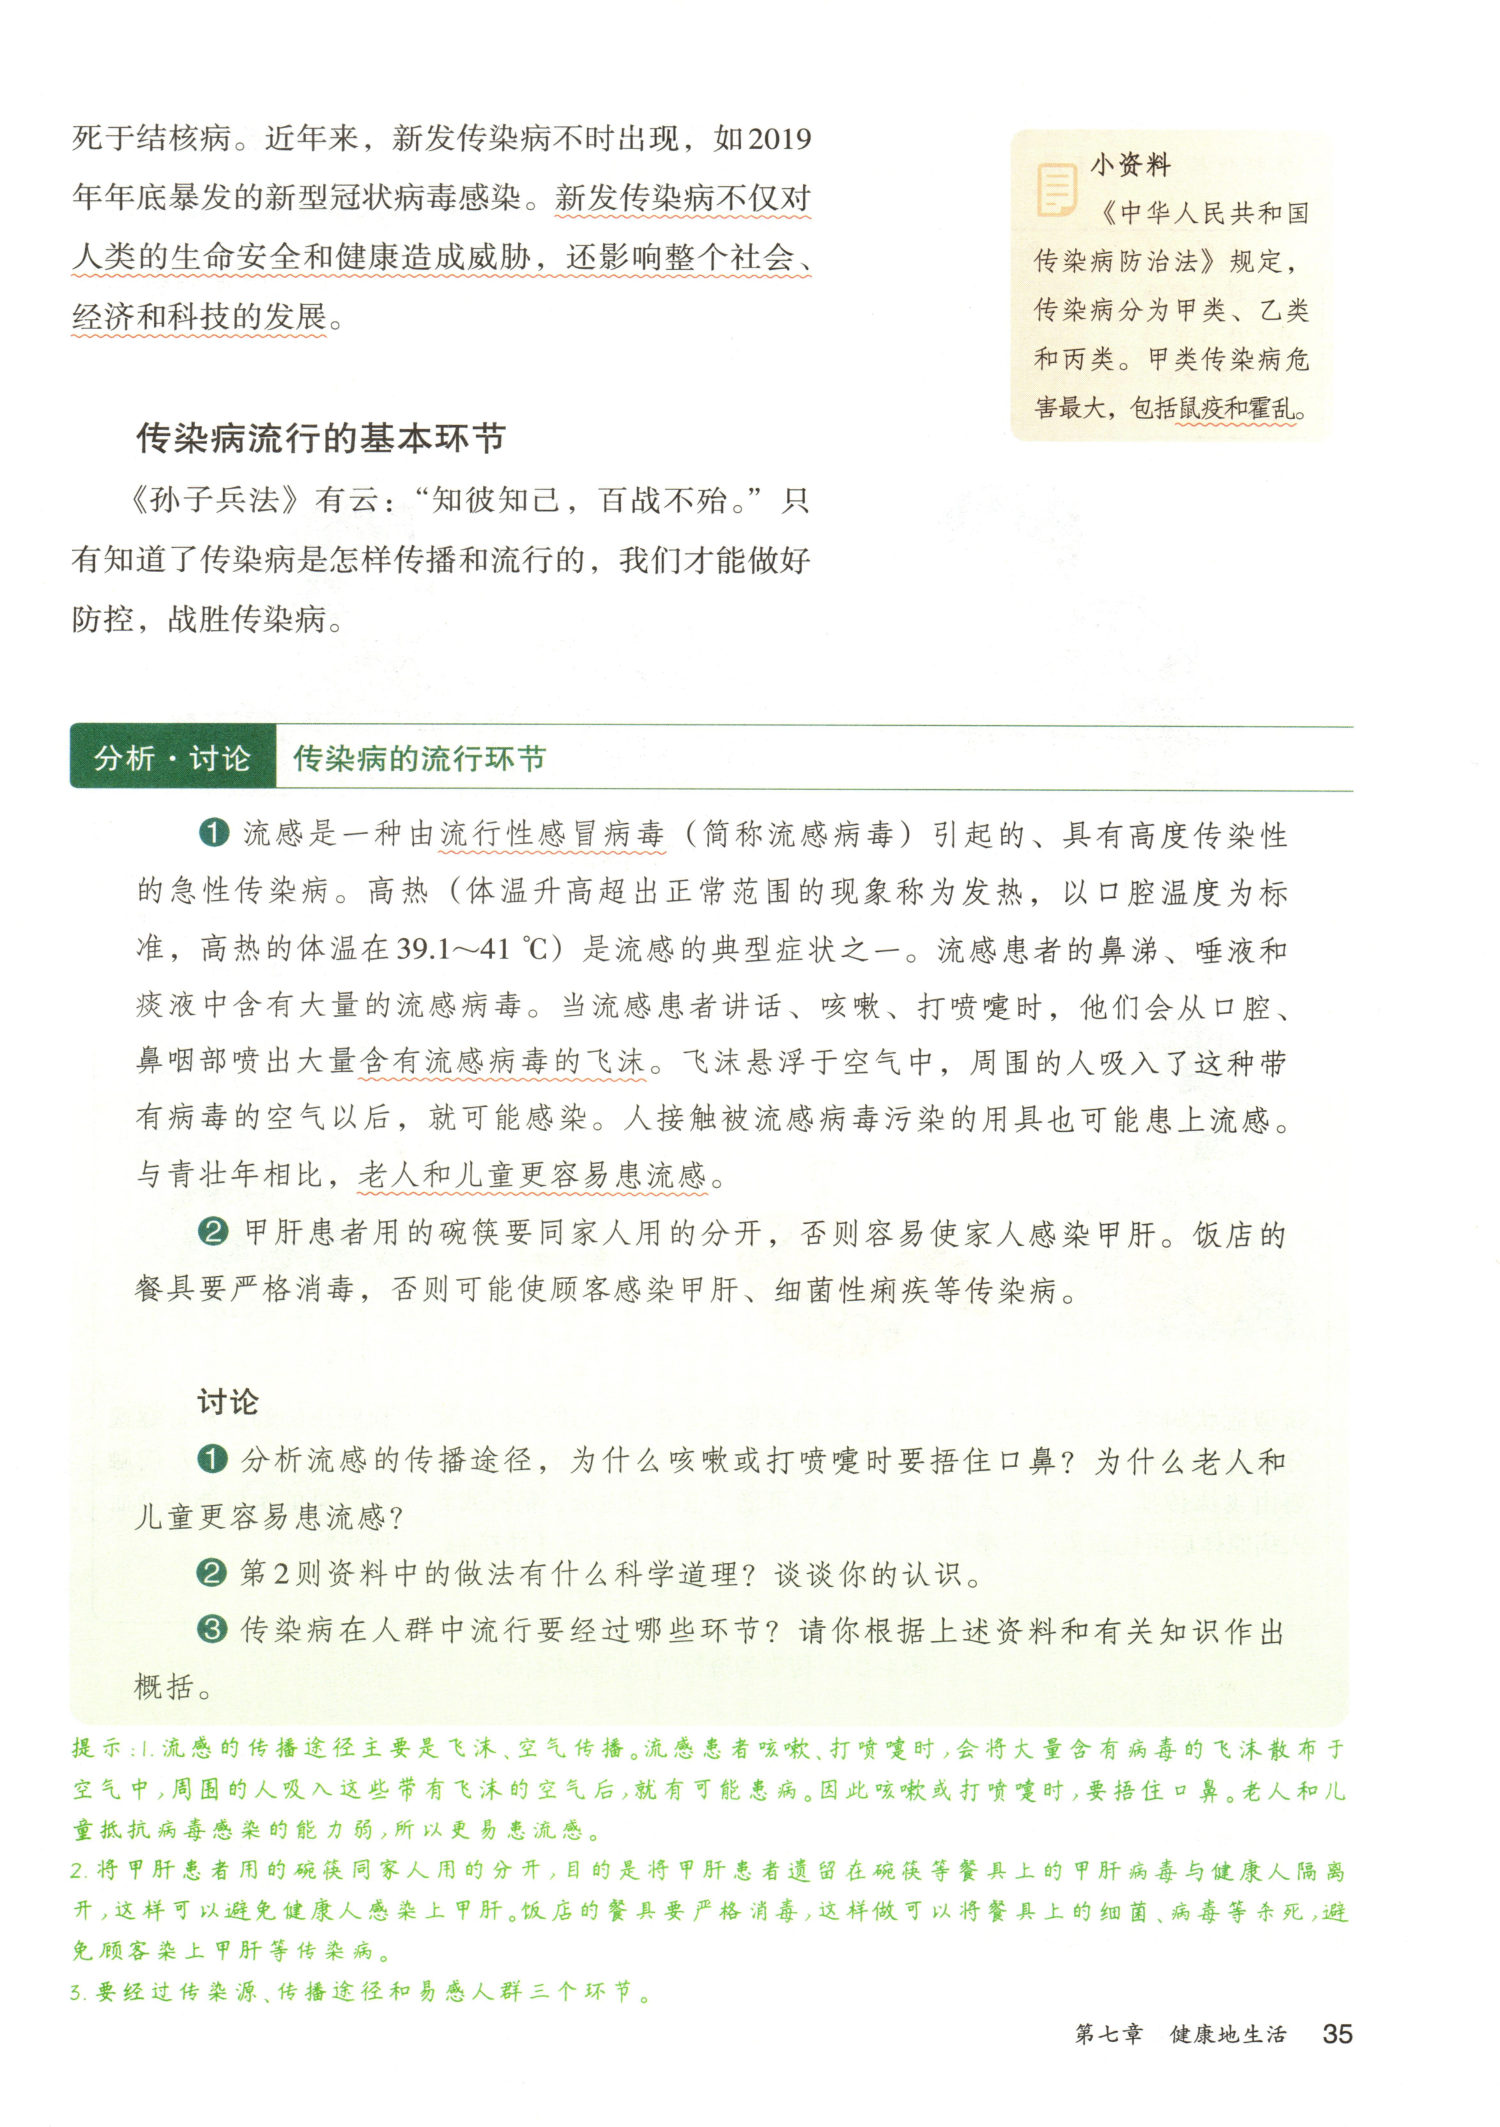 死于结核病。近年来，新发传染病不时出现，如2019
年年底暴发的新型冠状病毒感染。新发传染病不仅对
人类的生命安全和健康造成威胁，还影响整个社会、
经济和科技的发展。
小资料
《中华人民共和国
传染病防治法》规定，
传染病分为甲类、乙类
和丙类。甲类传染病危
害最大，包括鼠疫和霍乱。
传染病流行的基本环节
《孙子兵法》有云：“知彼知己，百战不殆。”只
有知道了传染病是怎样传播和流行的，我们才能做好
防控，战胜传染病。
分析·讨论 传染病的流行环节
❶ 流感是一种由流行性感冒病毒（简称流感病毒）引起的、具有高度传染性
的急性传染病。高热（体温升高超出正常范围的现象称为发热，以口腔温度为标
准，高热的体温在39.1～41 ℃）是流感的典型症状之一。流感患者的鼻涕、唾液和
痰液中含有大量的流感病毒。当流感患者讲话、咳嗽、打喷嚏时，他们会从口腔、
鼻咽部喷出大量含有流感病毒的飞沫。飞沫悬浮于空气中，周围的人吸入了这种带
有病毒的空气以后，就可能感染。人接触被流感病毒污染的用具也可能患上流感。
与青壮年相比，老人和儿童更容易患流感。
❷ 甲肝患者用的碗筷要同家人用的分开，否则容易使家人感染甲肝。饭店的
餐具要严格消毒，否则可能使顾客感染甲肝、细菌性痢疾等传染病。
讨论
❶ 分析流感的传播途径，为什么咳嗽或打喷嚏时要捂住口鼻？为什么老人和
儿童更容易患流感？
❷ 第2则资料中的做法有什么科学道理？谈谈你的认识。
❸ 传染病在人群中流行要经过哪些环节？请你根据上述资料和有关知识作出
概括。
提示:1.流感的传播途径主要是飞沫、空气传播。流感患者咳嗽、打喷嚏时,会将大量含有病毒的飞沫散布于
空气中,周围的人吸入这些带有飞沫的空气后,就有可能患病。因此咳嗽或打喷嚏时,要捂住口鼻。老人和儿
童抵抗病毒感染的能力弱,所以更易患流感。
2.将甲肝患者用的碗筷同家人用的分开,目的是将甲肝患者遗留在碗筷等餐具上的甲肝病毒与健康人隔离
开,这样可以避免健康人感染上甲肝。饭店的餐具要严格消毒,这样做可以将餐具上的细菌、病毒等杀死,避
免顾客染上甲肝等传染病。
3.要经过传染源、传播途径和易感人群三个环节。
第七章 健康地生活 35